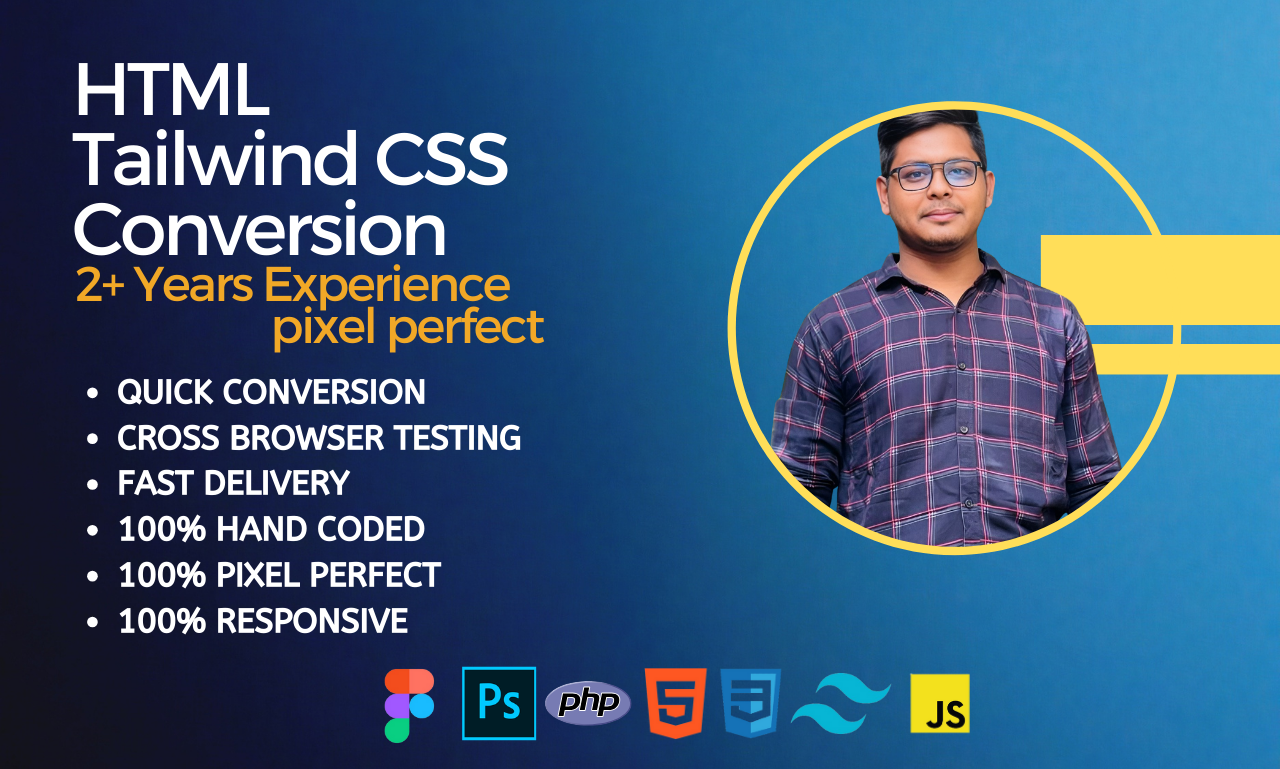 HTML
Tailwind CSS
Conversion
2+ Years Experience
pixel perfect
• QUICK CONVERSION
• CROSS BROWSER TESTING
• FAST DELIVERY
• 100% HAND CODED
• 100% PIXEL PERFECT
• 100% RESPONSIVE
Ps php 5 3 JS